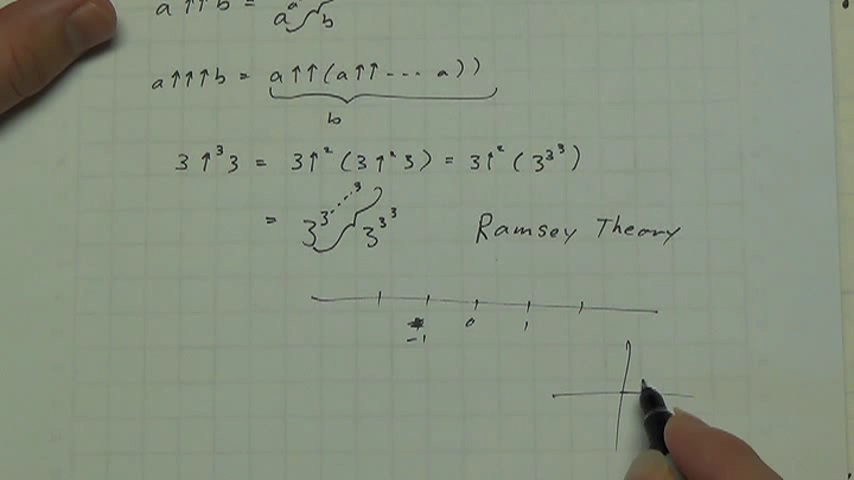 a ↑↑ b = a^a b
a↑↑↑b = a↑↑(a↑↑--- a))
b
3↑³3 = 3↑²(3↑²3) = 3↑²(3^3^3)
= 3^3^...^3 3^3^3 Ramsey Theory
-1 0 1